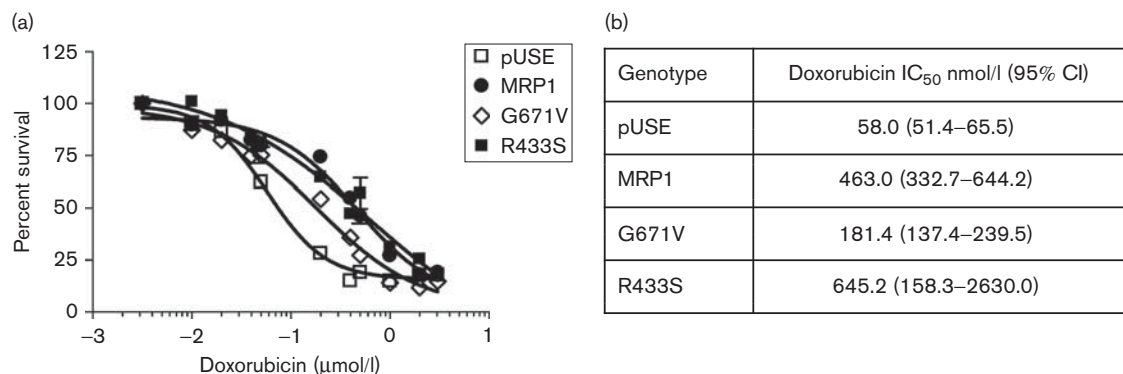 (a)
125
100
75
50
25
0
Percent survival
−3
−2
−1
0
1
Doxorubicin (μmol/l)
pUSE
MRP1
G671V
R433S
(b)
Genotype Doxorubicin IC50 nmol/l (95% CI)
pUSE 58.0 (51.4–65.5)
MRP1 463.0 (332.7–644.2)
G671V 181.4 (137.4–239.5)
R433S 645.2 (158.3–2630.0)